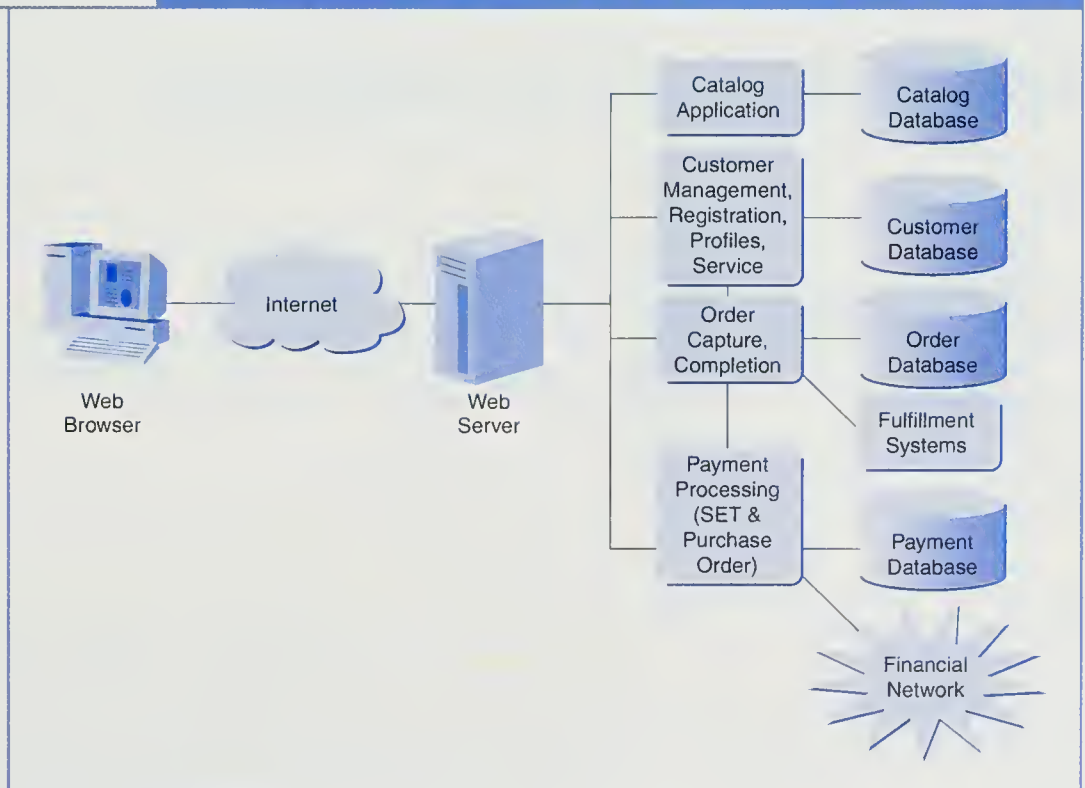 Catalog
Application
Catalog
Database
Customer
Management,
Registration,
Profiles,
Service
Customer
Database
Internet
Web
Browser
Web
Server
Order
Capture,
Completion
Order
Database
Fulfillment
Systems
Payment
Processing
(SET &
Purchase
Order)
Payment
Database
Financial
Network